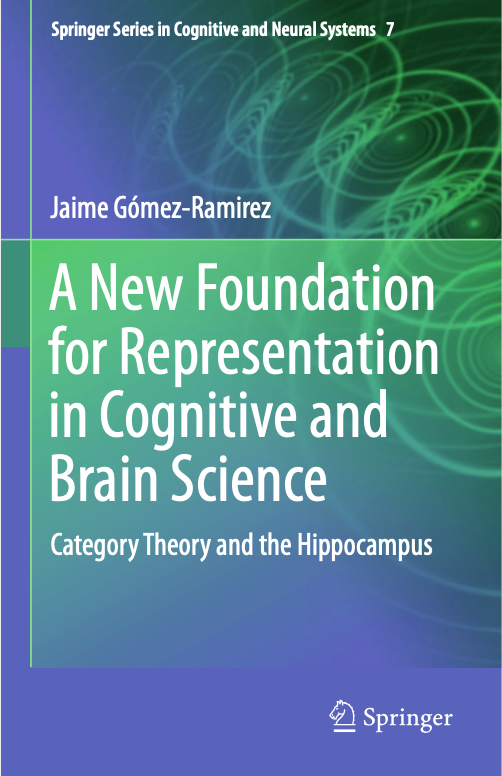 Springer Series in Cognitive and Neural Systems 7
Jaime Gómez-Ramirez
A New Foundation
for Representation
in Cognitive and
Brain Science
Category Theory and the Hippocampus
Springer